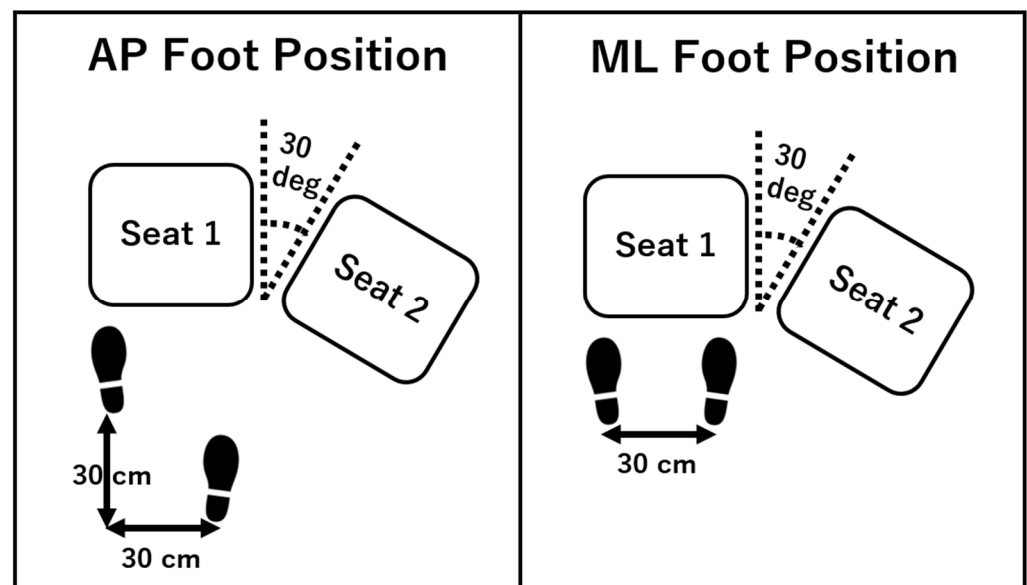 AP Foot Position
30
deg
Seat 1
Seat 2
30 cm
30 cm
ML Foot Position
30
deg
Seat 1
Seat 2
30 cm